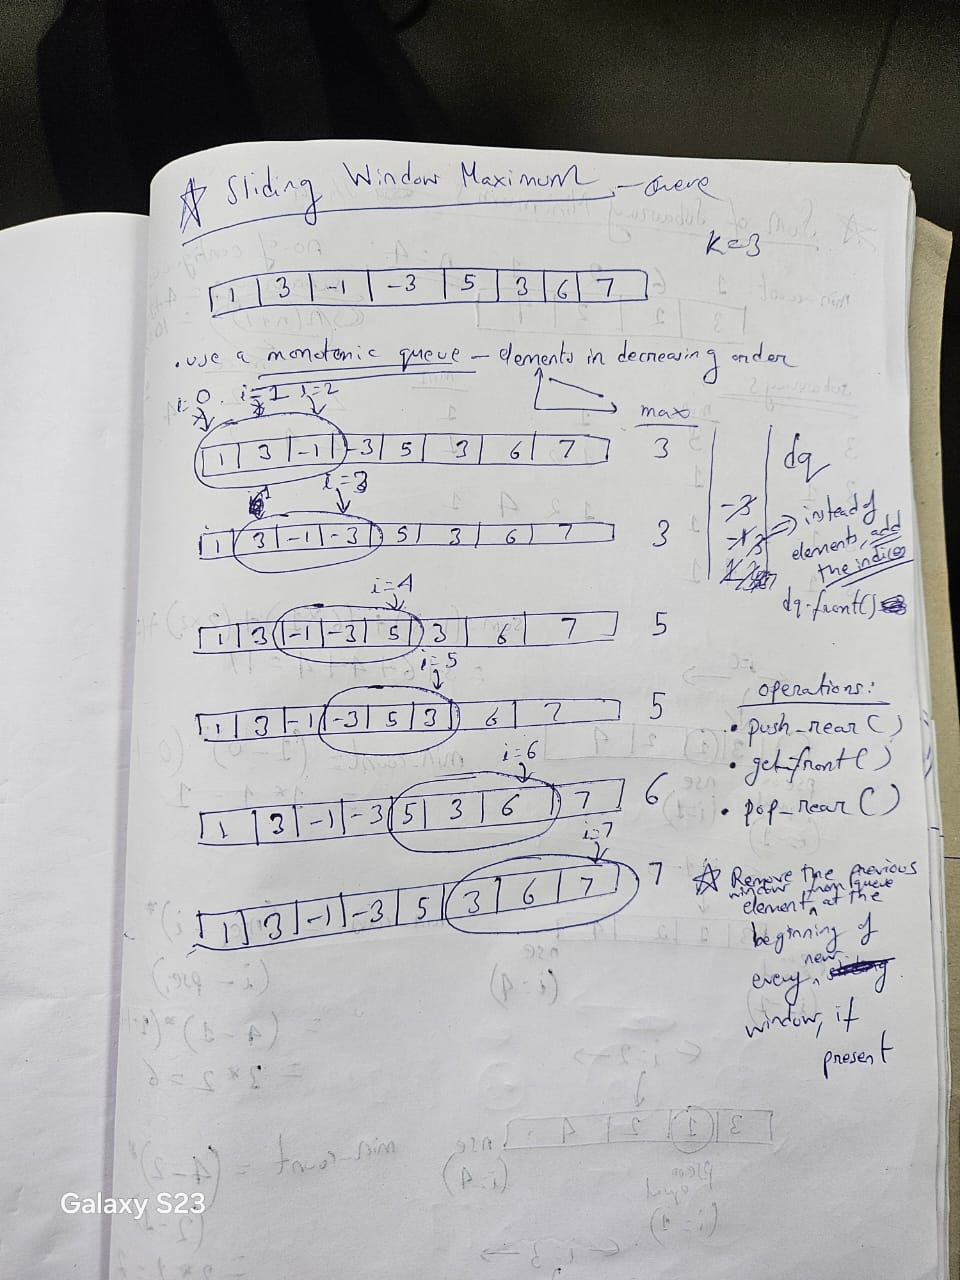 ☆ Sliding Window Maximum - Queue
K=3
1 3 -1 -3 5 3 6 7
. use a monotonic queue – elements in decreasing order
i=0 i=1 i=2
max
1 3 -1 -3 5 3 6 7 3
dq
i=3
1 3 -1 -3 5 3 6 7 3
-3
-1 3
instead of
elements, add
the indices
dq.front()
i=4
1 3 -1 -3 5 3 6 7 5
i=5
1 3 -1 -3 5 3 6 7 5
operations:
• push_rear()
• get_front()
• pop_rear()
i=6
1 3 -1 -3 5 3 6 7 6
i=7
1 3 -1 -3 5 3 6 7 7
☆ Remove the previous
window from queue
element, at the
beginning of
every new
window, if
present
Galaxy S23